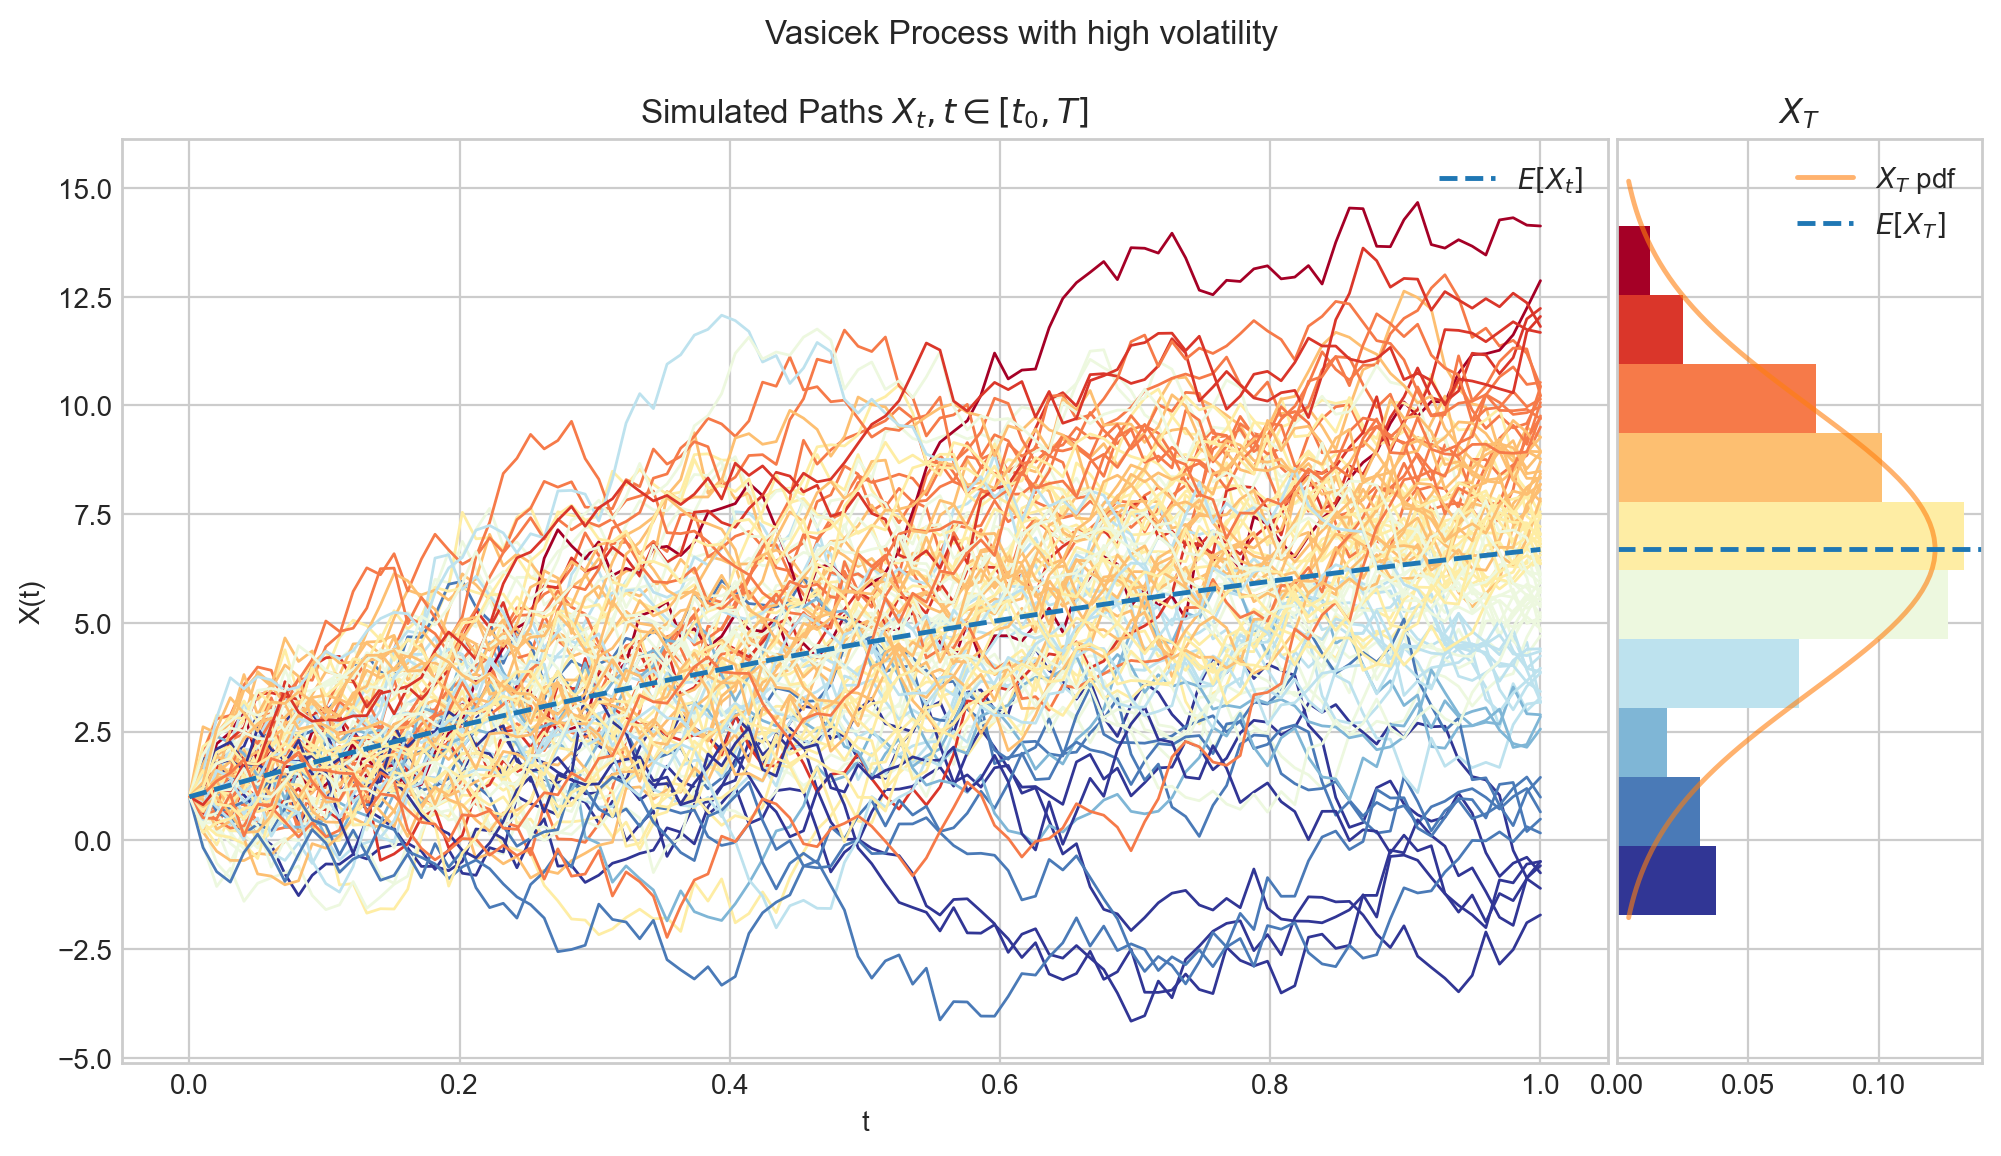 Vasicek Process with high volatility
Simulated Paths $X_t, t \in [t_0, T]$
$X_T$
$E[X_t]$
$X_T$ pdf
$E[X_T]$
X(t)
15.0
12.5
10.0
7.5
5.0
2.5
0.0
−2.5
−5.0
0.0 0.2 0.4 0.6 0.8 1.0
0.00 0.05 0.10
t